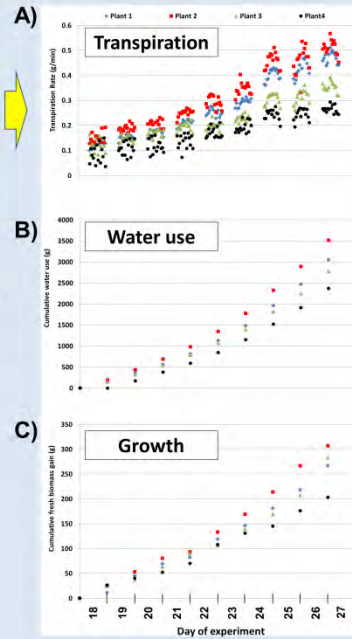 A)
Plant 1 Plant 2 Plant 3 Plant4
Transpiration
Transpiration Rate (g/min)
0.6
0.5
0.4
0.3
0.2
0.1
0
B)
Water use
Cumulative water use (g)
4000
3500
3000
2500
2000
1500
1000
500
0
C)
Growth
Cumulative fresh biomass gain (g)
350
300
250
200
150
100
50
0
18 19 20 21 22 23 24 25 26 27
Day of experiment